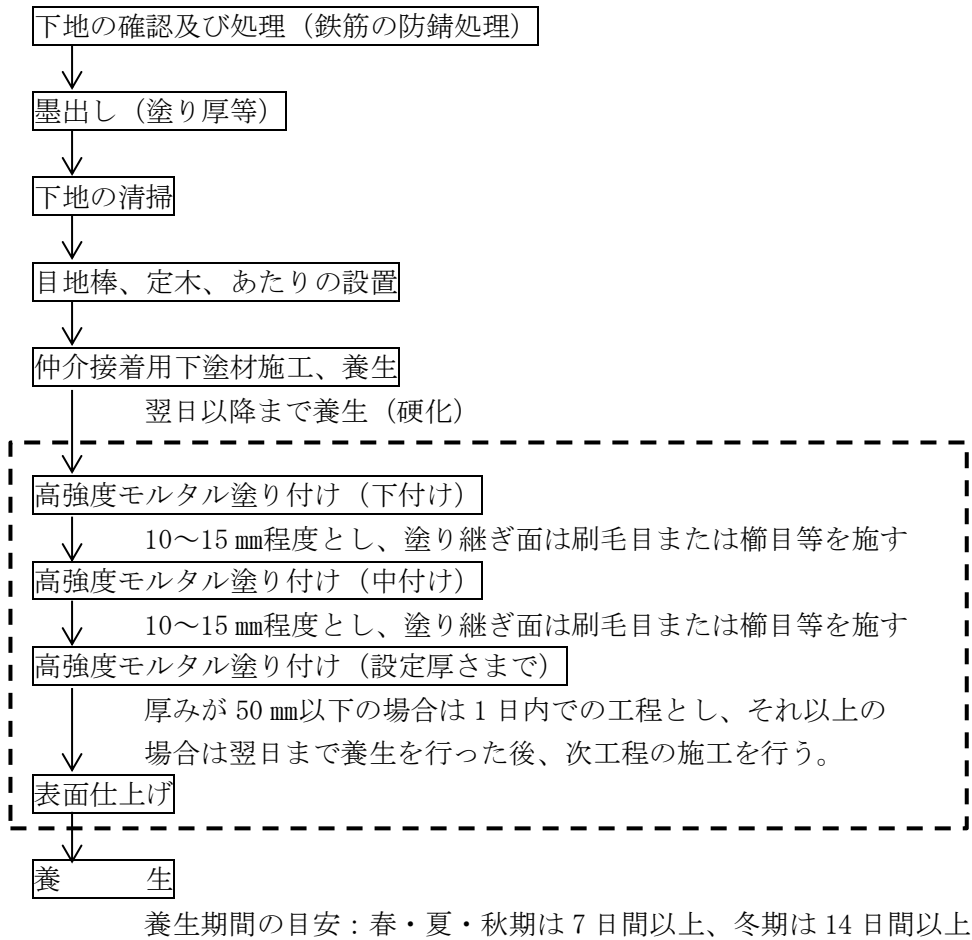 下地の確認及び処理（鉄筋の防錆処理）
墨出し（塗り厚等）
下地の清掃
目地棒、定木、あたりの設置
仲介接着用下塗材施工、養生
翌日以降まで養生（硬化）
高強度モルタル塗り付け（下付け）
10～15㎜程度とし、塗り継ぎ面は刷毛目または櫛目等を施す
高強度モルタル塗り付け（中付け）
10～15㎜程度とし、塗り継ぎ面は刷毛目または櫛目等を施す
高強度モルタル塗り付け（設定厚さまで）
厚みが50㎜以下の場合は1日内での工程とし、それ以上の
場合は翌日まで養生を行った後、次工程の施工を行う。
表面仕上げ
養　　　生
養生期間の目安：春・夏・秋期は7日間以上、冬期は14日間以上